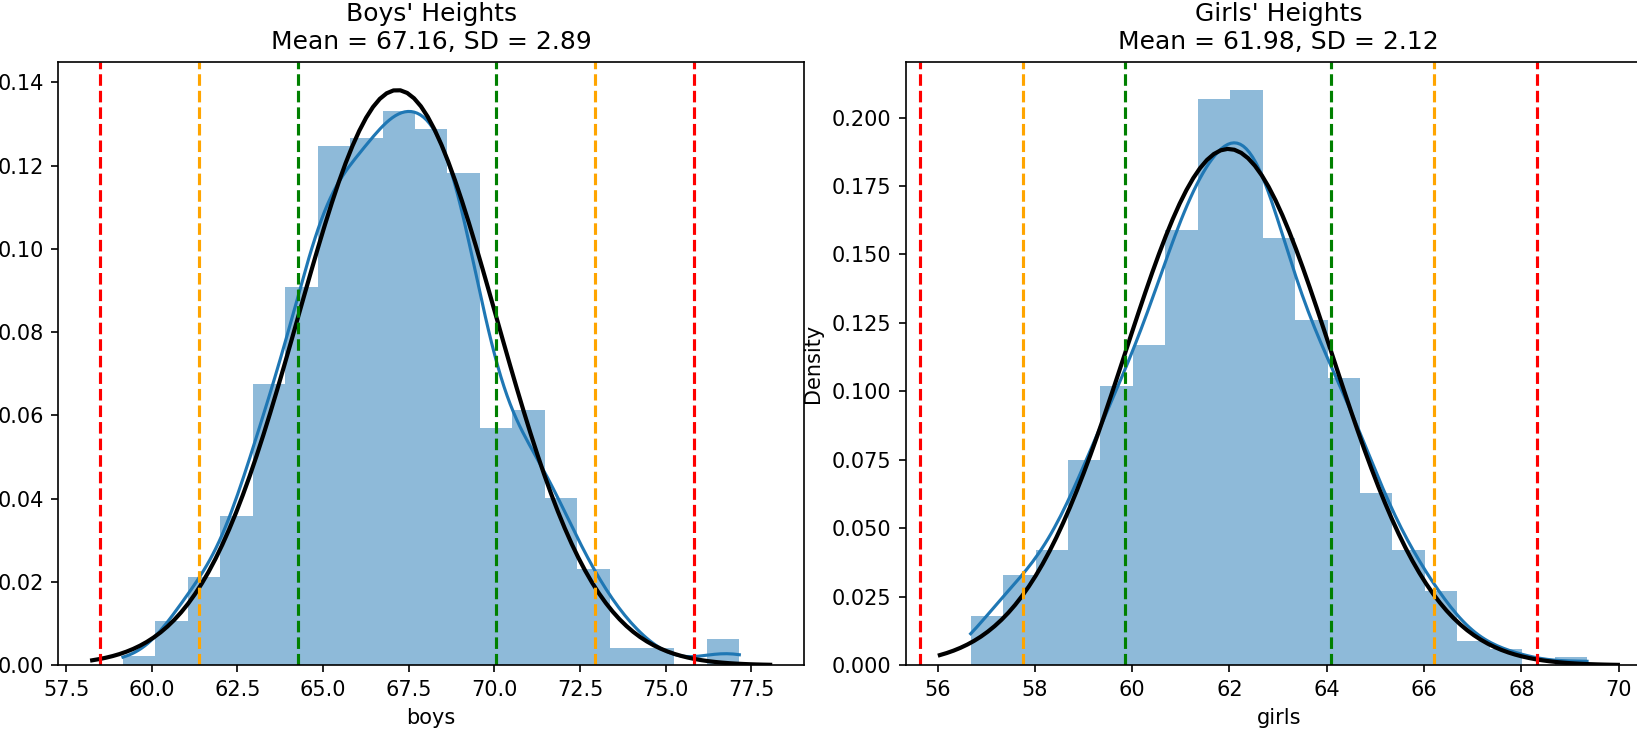 Boys' Heights
Mean = 67.16, SD = 2.89
0.14
0.12
0.10
0.08
0.06
0.04
0.02
0.00
57.5 60.0 62.5 65.0 67.5 70.0 72.5 75.0 77.5
boys
Girls' Heights
Mean = 61.98, SD = 2.12
Density
0.200
0.175
0.150
0.125
0.100
0.075
0.050
0.025
0.000
56 58 60 62 64 66 68 70
girls